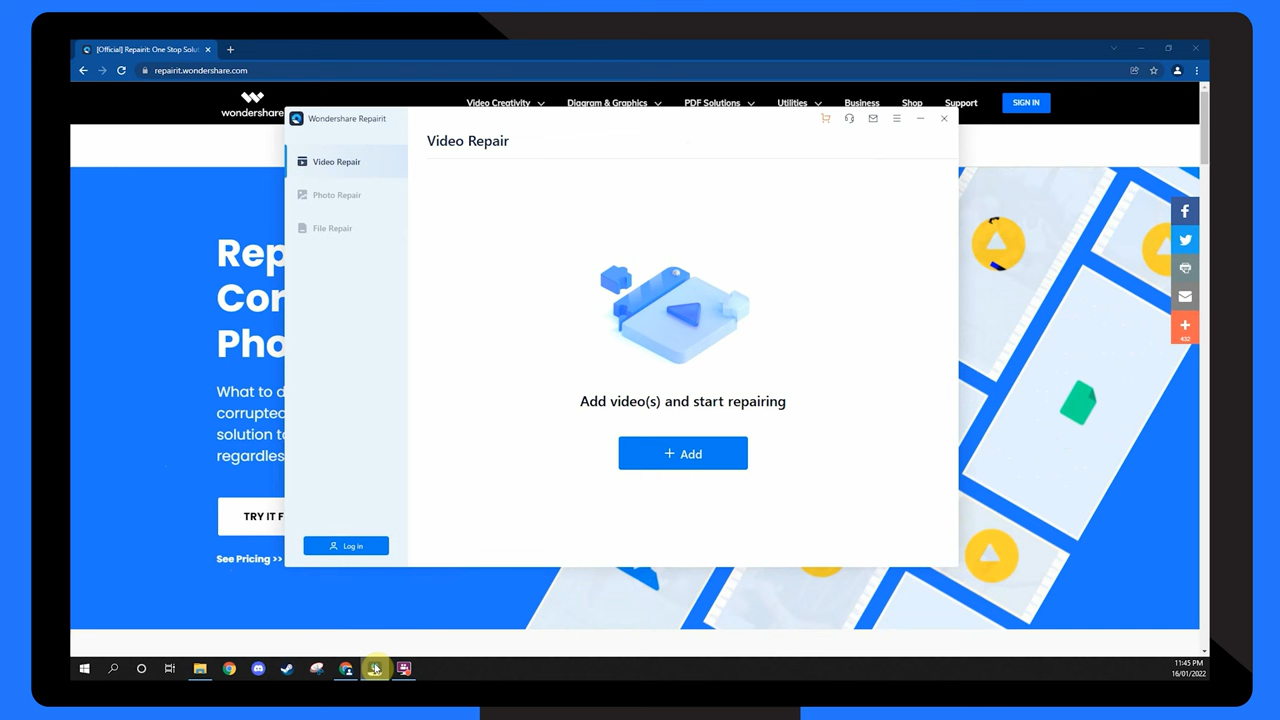 [Official] Repairit: One Stop Solu
repairit.wondershare.com
wondershare
Video Creativity
Diagram & Graphics
PDF Solutions
Utilities
Business
Shop
Support
SIGN IN
Wondershare Repairit
Video Repair
Video Repair
Photo Repair
File Repair
Rep
Cor
Pho
What to d
corrupted
solution to
regardles
TRY IT F
See Pricing >>
Add video(s) and start repairing
+ Add
Log in
432
11:45 PM
16/01/2022